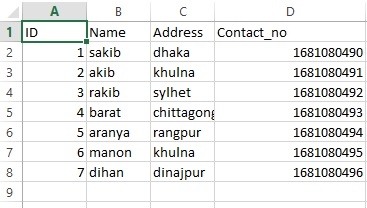 A B C D
1 ID Name Address Contact_no
2 1 sakib dhaka 1681080490
3 2 akib khulna 1681080491
4 3 rakib sylhet 1681080492
5 4 barat chittagong 1681080493
6 5 aranya rangpur 1681080494
7 6 manon khulna 1681080495
8 7 dihan dinajpur 1681080496
9